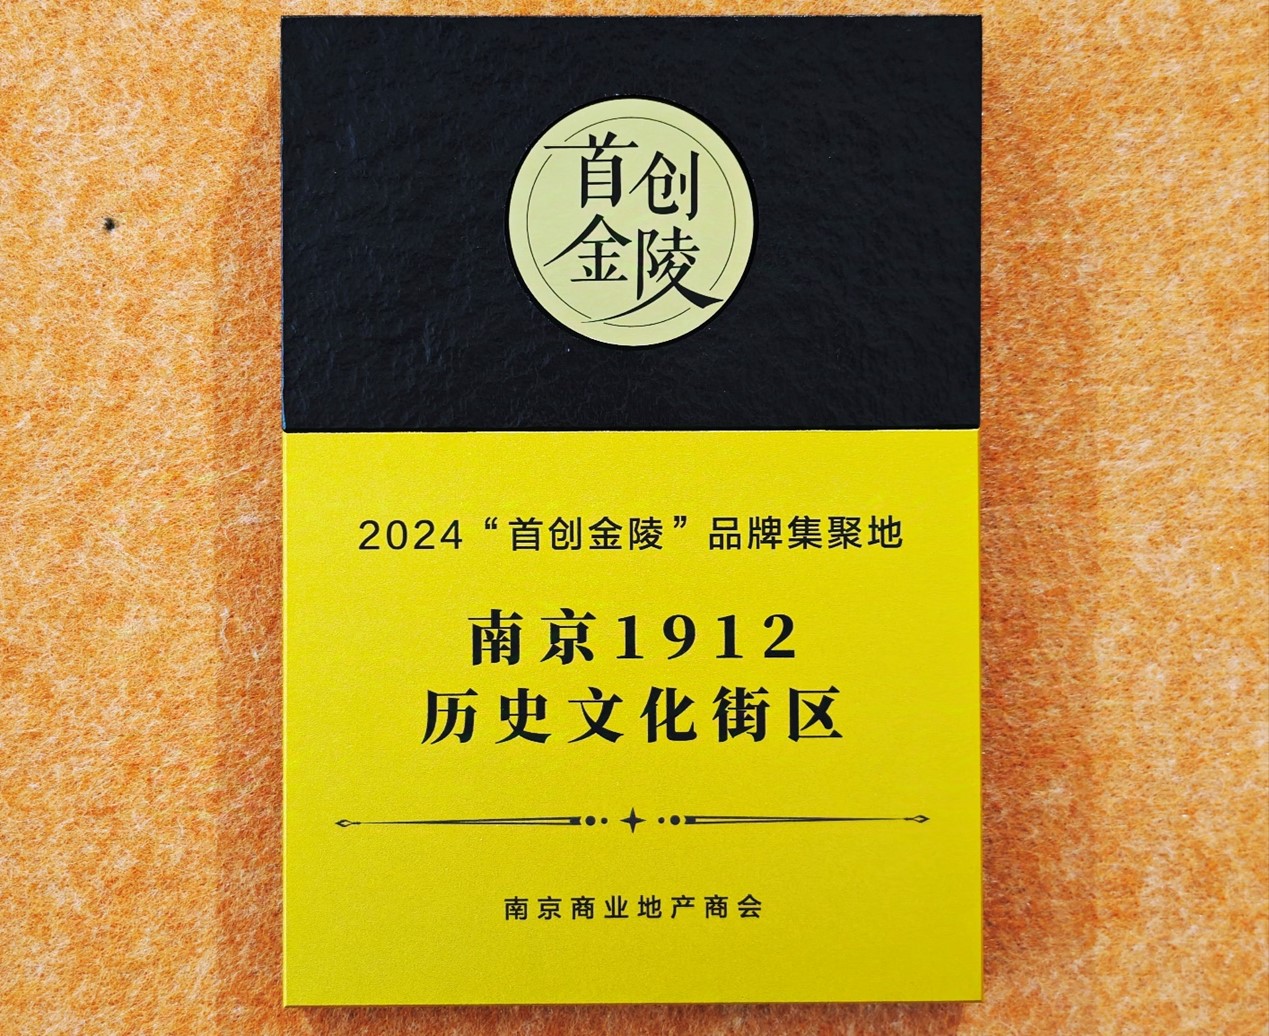 首创
金陵
2024“首创金陵”品牌集聚地
南京1912
历史文化街区
南京商业地产商会